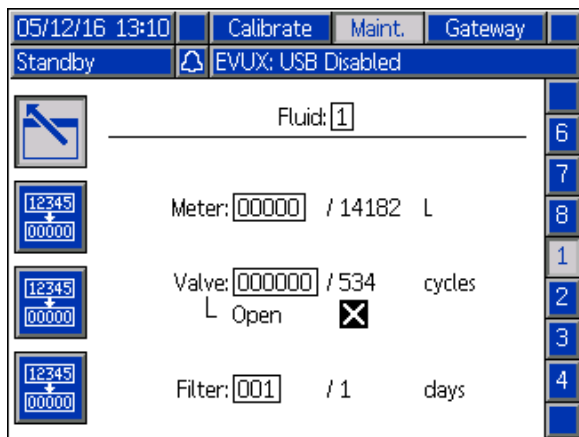 05/12/16 13:10 Calibrate Maint. Gateway
Standby EVUX: USB Disabled
Fluid: 1
12345
00000
Meter: 00000 / 14182 L
12345
00000
Valve: 000000 / 534 cycles
Open
12345
00000
Filter: 001 / 1 days
6
7
8
1
2
3
4